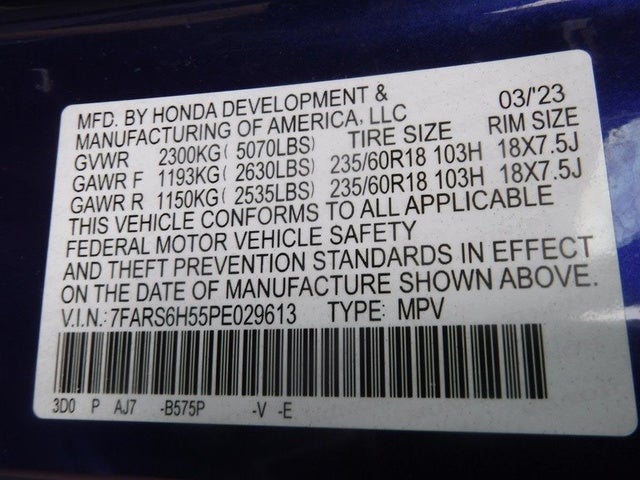 MFD. BY HONDA DEVELOPMENT & 03/'23
MANUFACTURING OF AMERICA, LLC
GVWR 2300KG( 5070LBS) TIRE SIZE RIM SIZE
GAWR F 1193KG( 2630LBS) 235/60R18 103H 18X7.5J
GAWR R 1150KG( 2535LBS) 235/60R18 103H 18X7.5J
THIS VEHICLE CONFORMS TO ALL APPLICABLE
FEDERAL MOTOR VEHICLE SAFETY
AND THEFT PREVENTION STANDARDS IN EFFECT
ON THE DATE OF MANUFACTURE SHOWN ABOVE.
V.I.N.:7FARS6H55PE029613 TYPE: MPV
3D0 P AJ7 -B575P -V -E